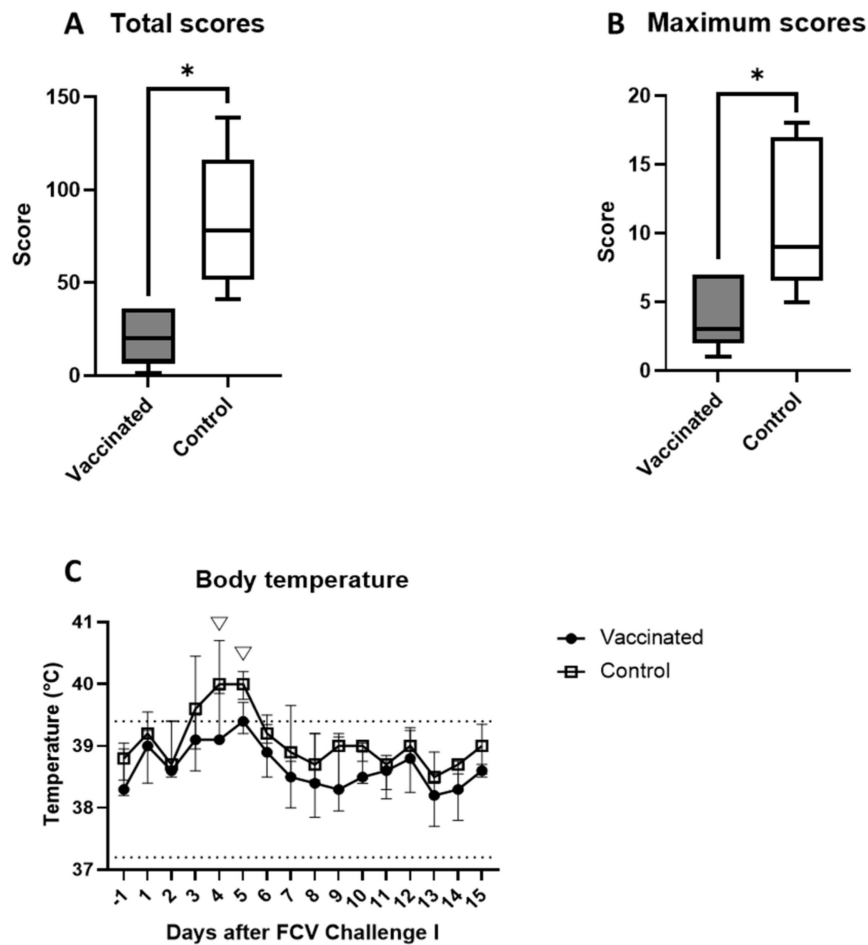 A Total scores
*
150
100
50
0
Score
Vaccinated
Control
B Maximum scores
*
20
15
10
5
0
Score
Vaccinated
Control
C
Body temperature
41
40
39
38
37
Temperature (°C)
-1 1 2 3 4 5 6 7 8 9 10 11 12 13 14 15
Days after FCV Challenge I
Vaccinated
Control